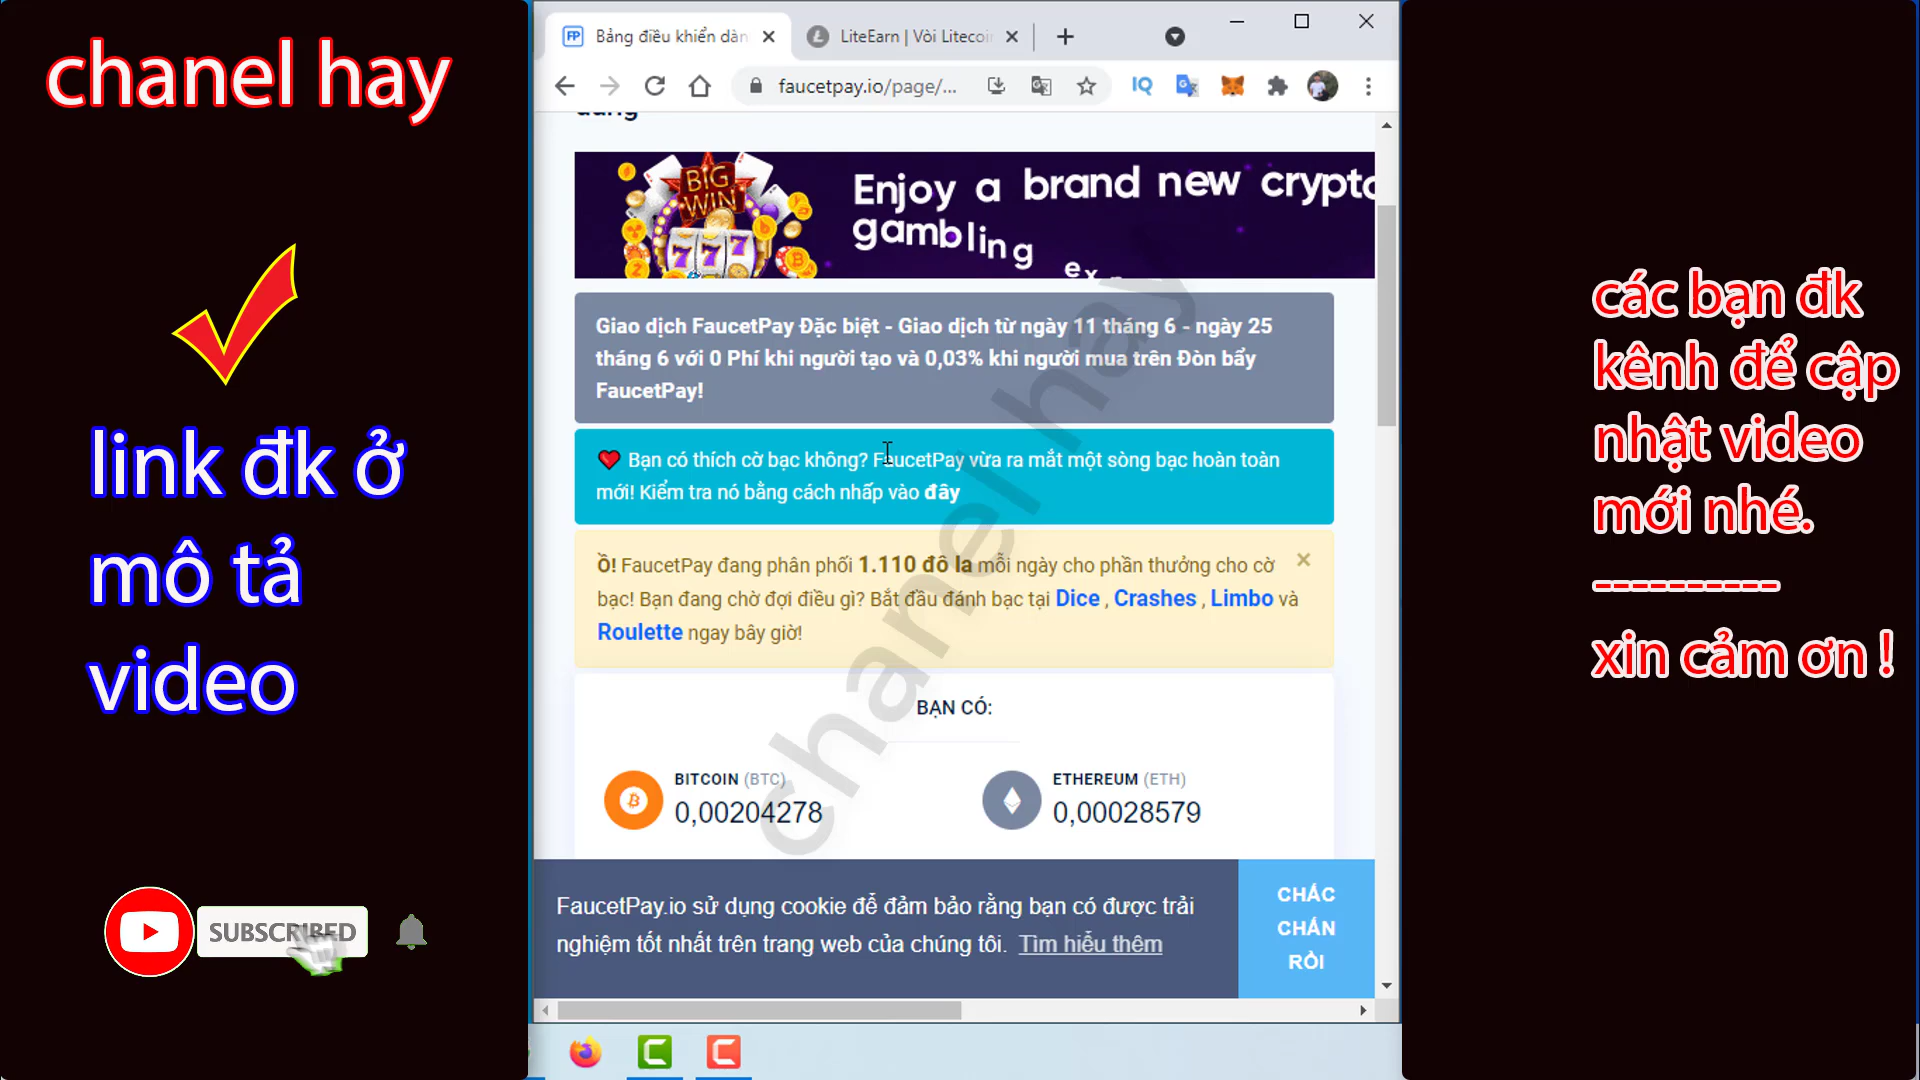 chanel hay
link đk ở
mô tả
video
SUBSCRIBED
Bảng điều khiển dàn
LiteEarn | Vòi Litecoin
faucetpay.io/page/...
IQ
dùng
BIG
WIN
777
Enjoy a brand new crypto
gambling
ex
Giao dịch FaucetPay Đặc biệt - Giao dịch từ ngày 11 tháng 6 - ngày 25
tháng 6 với 0 Phí khi người tạo và 0,03% khi người mua trên Đòn bẩy
FaucetPay!
Bạn có thích cờ bạc không? FaucetPay vừa ra mắt một sòng bạc hoàn toàn
mới! Kiểm tra nó bằng cách nhấp vào đây
Ồ! FaucetPay đang phân phối 1.110 đô la mỗi ngày cho phần thưởng cho cờ
bạc! Bạn đang chờ đợi điều gì? Bắt đầu đánh bạc tại Dice , Crashes , Limbo và
Roulette ngay bây giờ!
BẠN CÓ:
BITCOIN (BTC)
0,00204278
ETHEREUM (ETH)
0,00028579
FaucetPay.io sử dụng cookie để đảm bảo rằng bạn có được trải
nghiệm tốt nhất trên trang web của chúng tôi. Tìm hiểu thêm
CHẮC
CHẮN
RỒI
chanel hay
các bạn đk
kênh để cập
nhật video
mới nhé.
----------
xin cảm ơn !